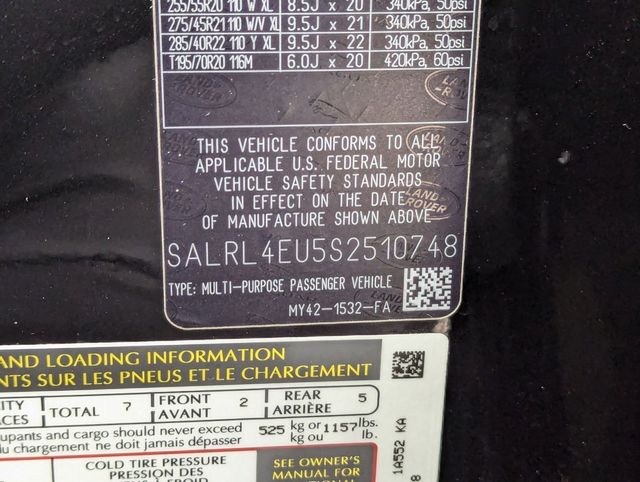 255/55R20 110 W XL 8.5J x 20 340kPa, 50psi
275/45R21 110 W/V XL 9.5J x 21 340kPa, 50psi
285/40R22 110 Y XL 9.5J x 22 340kPa, 50psi
T195/70R20 116M 6.0J x 20 420kPa, 60psi
THIS VEHICLE CONFORMS TO ALL
APPLICABLE U.S. FEDERAL MOTOR
VEHICLE SAFETY STANDARDS
IN EFFECT ON THE DATE
OF MANUFACTURE SHOWN ABOVE
LAND-
ROVER
SALRL4EU5S2510748
TYPE: MULTI-PURPOSE PASSENGER VEHICLE
MY42-1532-FA
AND LOADING INFORMATION
SUR LES PNEUS ET LE CHARGEMENT
TOTAL 7 FRONT 2 REAR 5
AVANT ARRIÈRE
and cargo should never exceed 525 kg or 1157 lbs.
du chargement ne doit jamais dépasser kg ou lb.
COLD TIRE PRESSURE
PRESSION DES
SEE OWNER'S
MANUAL FOR
1A552 KA
8